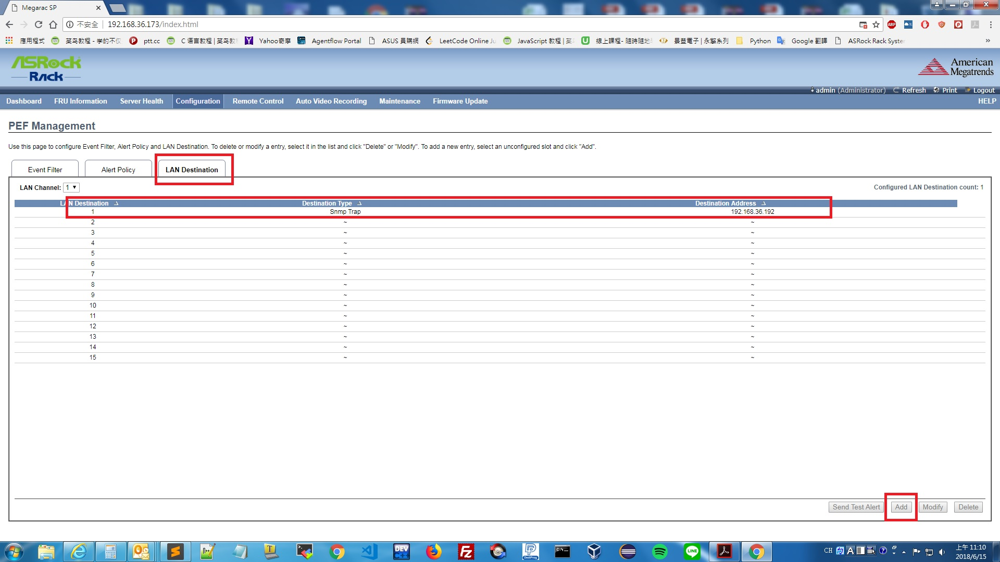 Megarac SP
不安全 192.168.36.173/index.html
應用程式 菜鸟教程 - 学的不仅 ptt.cc C 语言教程 | 菜鸟教 Yahoo奇摩 Agentflow Portal ASUS 員購網 LeetCode Online Ju JavaScript 教程 | 菜 線上課程- 隨時隨地 景豐電子 | 永擎系列 Python Google 翻譯 ASRock Rack Syster »
ASRock
Rack
American
Megatrends
admin (Administrator) Refresh Print Logout
Dashboard FRU Information Server Health Configuration Remote Control Auto Video Recording Maintenance Firmware Update HELP
PEF Management
Use this page to configure Event Filter, Alert Policy and LAN Destination. To delete or modify a entry, select it in the list and click "Delete" or "Modify". To add a new entry, select an unconfigured slot and click "Add".
Event Filter Alert Policy LAN Destination
LAN Channel: 1 Configured LAN Destination count: 1
LAN Destination Destination Type Destination Address
1 Snmp Trap 192.168.36.192
2 ~ ~
3 ~ ~
4 ~ ~
5 ~ ~
6 ~ ~
7 ~ ~
8 ~ ~
9 ~ ~
10 ~ ~
11 ~ ~
12 ~ ~
13 ~ ~
14 ~ ~
15 ~ ~
Send Test Alert Add Modify Delete
CH A 上午 11:10
2018/6/15